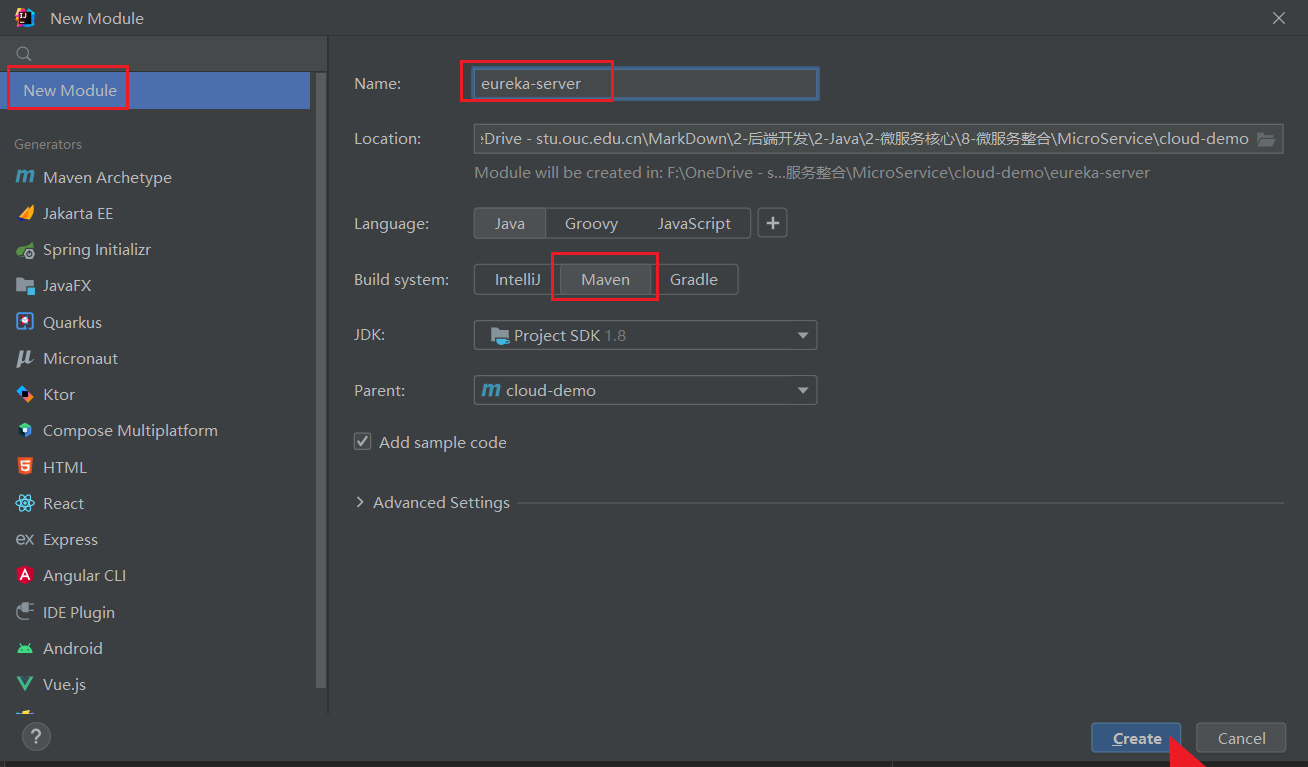 New Module
New Module
Generators
Maven Archetype
Jakarta EE
Spring Initializr
JavaFX
Quarkus
Micronaut
Ktor
Compose Multiplatform
HTML
React
Express
Angular CLI
IDE Plugin
Android
Vue.js
Name: eureka-server
Location: :Drive - stu.ouc.edu.cn\MarkDown\2-后端开发\2-Java\2-微服务核心\8-微服务整合\MicroService\cloud-demo
Module will be created in: F:\OneDrive - s...服务整合\MicroService\cloud-demo\eureka-server
Language: Java Groovy JavaScript +
Build system: IntelliJ Maven Gradle
JDK: Project SDK 1.8
Parent: m cloud-demo
Add sample code
Advanced Settings
? Create Cancel